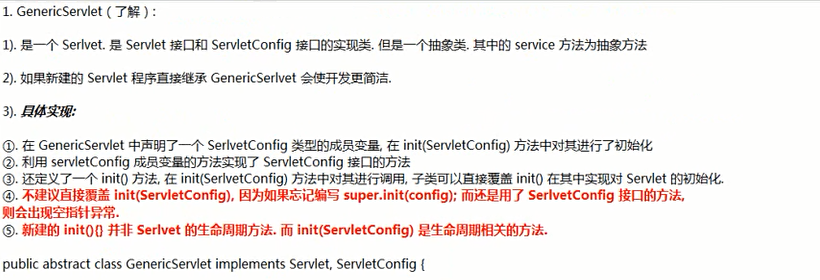 1. GenericServlet（了解）:
1). 是一个 Serlvet. 是 Servlet 接口和 ServletConfig 接口的实现类. 但是一个抽象类. 其中的 service 方法为抽象方法
2). 如果新建的 Servlet 程序直接继承 GenericSerlvet 会使开发更简洁.
3). 具体实现:
①. 在 GenericServlet 中声明了一个 SerlvetConfig 类型的成员变量, 在 init(ServletConfig) 方法中对其进行了初始化
②. 利用 servletConfig 成员变量的方法实现了 ServletConfig 接口的方法
③. 还定义了一个 init() 方法, 在 init(SerlvetConfig) 方法中对其进行调用, 子类可以直接覆盖 init() 在其中实现对 Servlet 的初始化.
④. 不建议直接覆盖 init(ServletConfig), 因为如果忘记编写 super.init(config); 而还是用了 SerlvetConfig 接口的方法,
则会出现空指针异常.
⑤. 新建的 init(){} 并非 Serlvet 的生命周期方法. 而 init(ServletConfig) 是生命周期相关的方法.
public abstract class GenericServlet implements Servlet, ServletConfig {